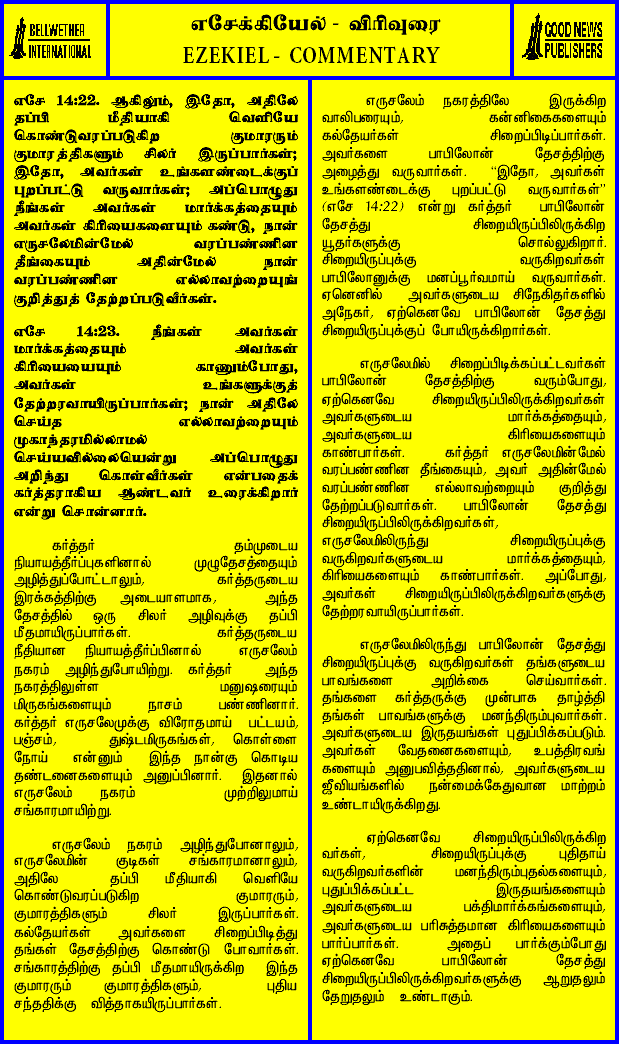 BELLWETHER
INTERNATIONAL
எசேக்கியேல் - விரிவுரை
EZEKIEL - COMMENTARY
GOOD NEWS
PUBLISHERS
எசே 14:22. ஆகிலும், இதோ, அதிலே
தப்பி மீதியாகி வெளியே
கொண்டுவரப்படுகிற குமாரரும்
குமாரத்திகளும் சிலர் இருப்பார்கள்;
இதோ, அவர்கள் உங்களண்டைக்குப்
புறப்பட்டு வருவார்கள்; அப்பொழுது
நீங்கள் அவர்கள் மார்க்கத்தையும்
அவர்கள் கிரியைகளையும் கண்டு, நான்
எருசலேமின்மேல் வரப்பண்ணின
தீங்கையும் அதின்மேல் நான்
வரப்பண்ணின எல்லாவற்றையுங்
குறித்துத் தேற்றப்படுவீர்கள்.
எசே 14:23. நீங்கள் அவர்கள்
மார்க்கத்தையும் அவர்கள்
கிரியையையும் காணும்போது,
அவர்கள் உங்களுக்குத்
தேற்றரவாயிருப்பார்கள்; நான் அதிலே
செய்த எல்லாவற்றையும்
முகாந்தரமில்லாமல்
செய்யவில்லையென்று அப்பொழுது
அறிந்து கொள்வீர்கள் என்பதைக்
கர்த்தராகிய ஆண்டவர் உரைக்கிறார்
என்று சொன்னார்.
கர்த்தர் தம்முடைய
நியாயத்தீர்ப்புகளினால் முழுதேசத்தையும்
அழித்துப்போட்டாலும், கர்த்தருடைய
இரக்கத்திற்கு அடையாளமாக, அந்த
தேசத்தில் ஒரு சிலர் அழிவுக்கு தப்பி
மீதமாயிருப்பார்கள். கர்த்தருடைய
நீதியான நியாயத்தீர்ப்பினால் எருசலேம்
நகரம் அழிந்துபோயிற்று. கர்த்தர் அந்த
நகரத்திலுள்ள மனுஷரையும்
மிருகங்களையும் நாசம் பண்ணினார்.
கர்த்தர் எருசலேமுக்கு விரோதமாய் பட்டயம்,
பஞ்சம், துஷ்டமிருகங்கள், கொள்ளை
நோய் என்னும் இந்த நான்கு கொடிய
தண்டனைகளையும் அனுப்பினார். இதனால்
எருசலேம் நகரம் முற்றிலுமாய்
சங்காரமாயிற்று.
எருசலேம் நகரம் அழிந்துபோனாலும்,
எருசலேமின் குடிகள் சங்காரமானாலும்,
அதிலே தப்பி மீதியாகி வெளியே
கொண்டுவரப்படுகிற குமாரரும்,
குமாரத்திகளும் சிலர் இருப்பார்கள்.
கல்தேயர்கள் அவர்களை சிறைப்பிடித்து
தங்கள் தேசத்திற்கு கொண்டு போவார்கள்.
சங்காரத்திற்கு தப்பி மீதமாயிருக்கிற இந்த
குமாரரும் குமாரத்திகளும், புதிய
சந்ததிக்கு வித்தாகயிருப்பார்கள்.
எருசலேம் நகரத்திலே இருக்கிற
வாலிபரையும், கன்னிகைகளையும்
கல்தேயர்கள் சிறைப்பிடிப்பார்கள்.
அவர்களை பாபிலோன் தேசத்திற்கு
அழைத்து வருவார்கள். "இதோ, அவர்கள்
உங்களண்டைக்கு புறப்பட்டு வருவார்கள்"
(எசே 14:22) என்று கர்த்தர் பாபிலோன்
தேசத்து சிறையிருப்பிலிருக்கிற
யூதர்களுக்கு சொல்லுகிறார்.
சிறையிருப்புக்கு வருகிறவர்கள்
பாபிலோனுக்கு மனப்பூர்வமாய் வருவார்கள்.
ஏனெனில் அவர்களுடைய சிநேகிதர்களில்
அநேகர், ஏற்கெனவே பாபிலோன் தேசத்து
சிறையிருப்புக்குப் போயிருக்கிறார்கள்.
எருசலேமில் சிறைப்பிடிக்கப்பட்டவர்கள்
பாபிலோன் தேசத்திற்கு வரும்போது,
ஏற்கெனவே சிறையிருப்பிலிருக்கிறவர்கள்
அவர்களுடைய மார்க்கத்தையும்,
அவர்களுடைய கிரியைகளையும்
காண்பார்கள். கர்த்தர் எருசலேமின்மேல்
வரப்பண்ணின தீங்கையும், அவர் அதின்மேல்
வரப்பண்ணின எல்லாவற்றையும் குறித்து
தேற்றப்படுவார்கள். பாபிலோன் தேசத்து
சிறையிருப்பிலிருக்கிறவர்கள்,
எருசலேமிலிருந்து சிறையிருப்புக்கு
வருகிறவர்களுடைய மார்க்கத்தையும்,
கிரியைகளையும் காண்பார்கள். அப்போது,
அவர்கள் சிறையிருப்பிலிருக்கிறவர்களுக்கு
தேற்றரவாயிருப்பார்கள்.
எருசலேமிலிருந்து பாபிலோன் தேசத்து
சிறையிருப்புக்கு வருகிறவர்கள் தங்களுடைய
பாவங்களை அறிக்கை செய்வார்கள்.
தங்களை கர்த்தருக்கு முன்பாக தாழ்த்தி
தங்கள் பாவங்களுக்கு மனந்திரும்புவார்கள்.
அவர்களுடைய இருதயங்கள் புதுப்பிக்கப்படும்.
அவர்கள் வேதனைகளையும், உபத்திரவங்
களையும் அனுபவித்ததினால், அவர்களுடைய
ஜீவியங்களில் நன்மைக்கேதுவான மாற்றம்
உண்டாயிருக்கிறது.
ஏற்கெனவே சிறையிருப்பிலிருக்கிற
வர்கள், சிறையிருப்புக்கு புதிதாய்
வருகிறவர்களின் மனந்திரும்புதல்களையும்,
புதுப்பிக்கப்பட்ட இருதயங்களையும்
அவர்களுடைய பக்திமார்க்கங்களையும்,
அவர்களுடைய பரிசுத்தமான கிரியைகளையும்
பார்ப்பார்கள். அதைப் பார்க்கும்போது
ஏற்கெனவே பாபிலோன் தேசத்து
சிறையிருப்பிலிருக்கிறவர்களுக்கு ஆறுதலும்
தேறுதலும் உண்டாகும்.